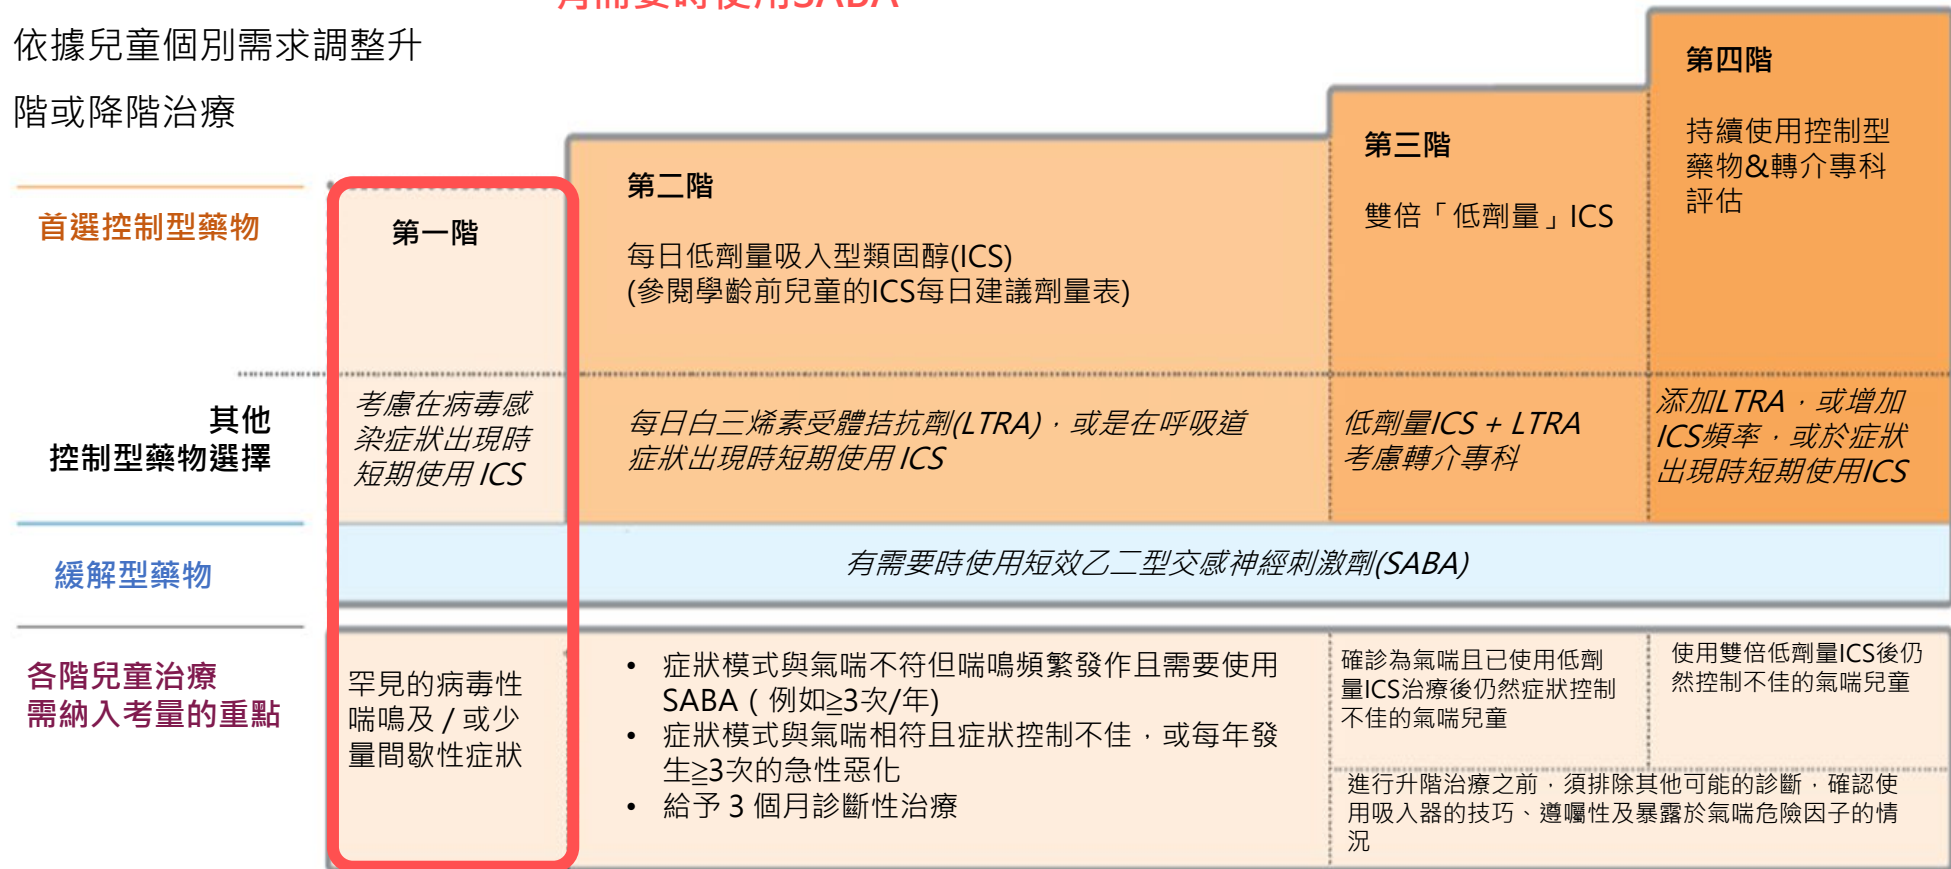 有需要時使用SABA
依據兒童個別需求調整升
階或降階治療
首選控制型藥物
第一階
第二階
每日低劑量吸入型類固醇(ICS)
(參閱學齡前兒童的ICS每日建議劑量表)
第三階
雙倍「低劑量」ICS
第四階
持續使用控制型
藥物&轉介專科
評估
其他
控制型藥物選擇
考慮在病毒感
染症狀出現時
短期使用 ICS
每日白三烯素受體拮抗劑(LTRA)，或是在呼吸道
症狀出現時短期使用 ICS
低劑量ICS + LTRA
考慮轉介專科
添加LTRA，或增加
ICS頻率，或於症狀
出現時短期使用ICS
緩解型藥物
有需要時使用短效乙二型交感神經刺激劑(SABA)
各階兒童治療
需納入考量的重點
罕見的病毒性
喘鳴及 / 或少
量間歇性症狀
• 症狀模式與氣喘不符但喘鳴頻繁發作且需要使用
SABA ( 例如≧3次/年)
• 症狀模式與氣喘相符且症狀控制不佳，或每年發
生≧3次的急性惡化
• 給予 3 個月診斷性治療
確診為氣喘且已使用低劑
量ICS治療後仍然症狀控制
不佳的氣喘兒童
使用雙倍低劑量ICS後仍
然控制不佳的氣喘兒童
進行升階治療之前，須排除其他可能的診斷，確認使
用吸入器的技巧、遵囑性及暴露於氣喘危險因子的情
況